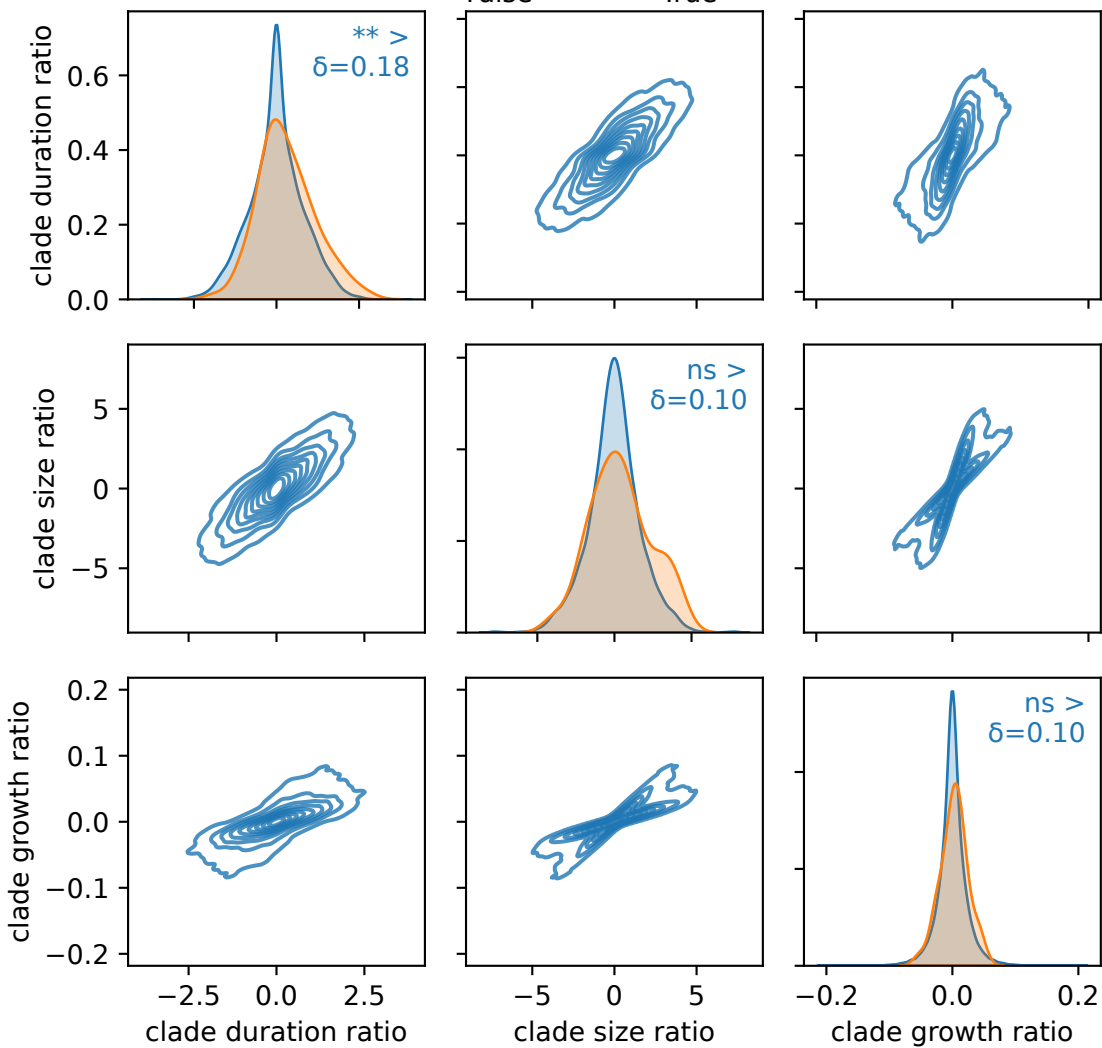 False True
clade duration ratio
0.6
0.4
0.2
0.0
** >
δ=0.18
clade size ratio
5
0
−5
ns >
δ=0.10
clade growth ratio
0.2
0.1
0.0
−0.1
−0.2
ns >
δ=0.10
−2.5 0.0 2.5
−5 0 5
−0.2 0.0 0.2
clade duration ratio
clade size ratio
clade growth ratio